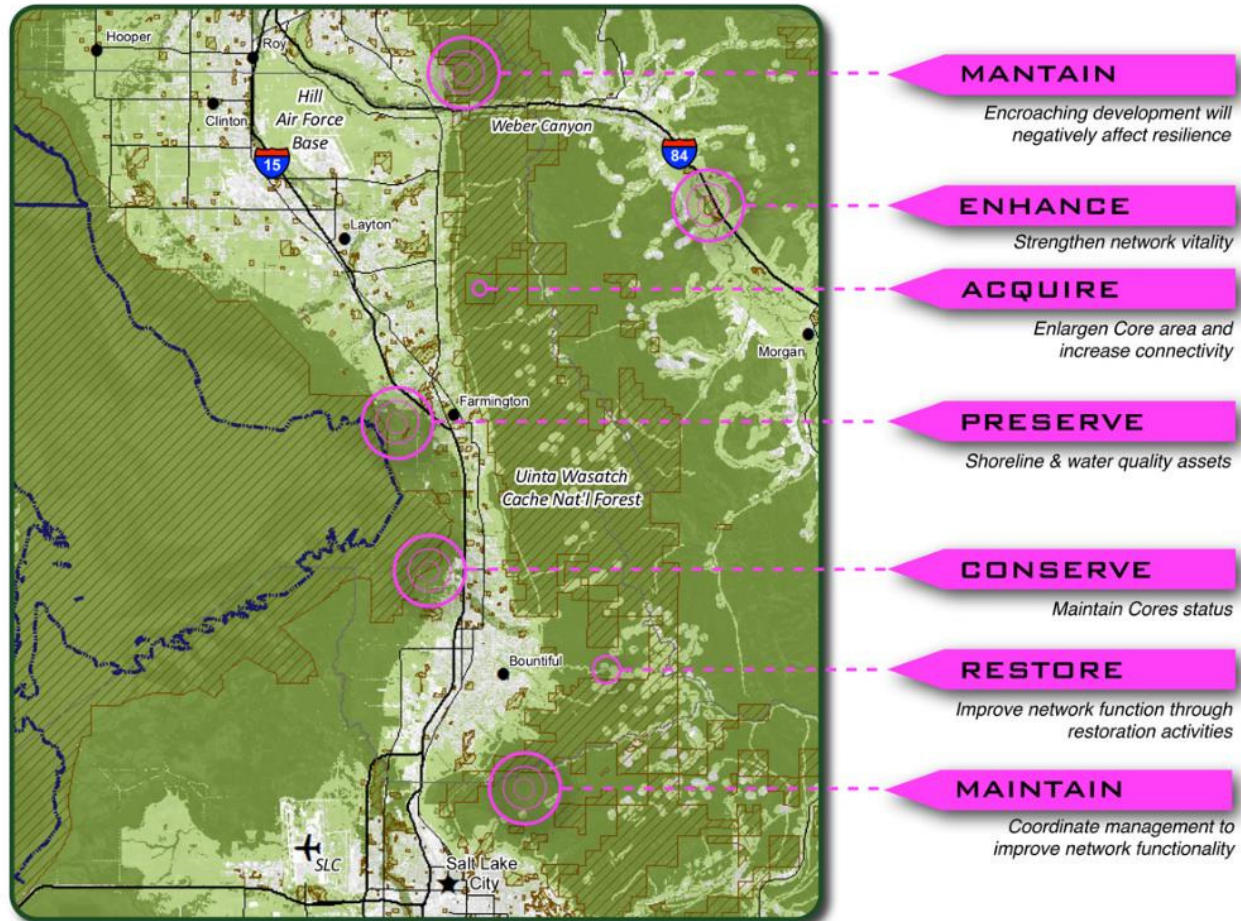 Hooper
Roy
Hill
Air Force
Base
Clinton
Weber Canyon
15
84
Layton
Morgan
Farmington
Uinta Wasatch
Cache Nat'l Forest
Bountiful
SLC
Salt Lake
City
MANTAIN
Encroaching development will
negatively affect resilience
ENHANCE
Strengthen network vitality
ACQUIRE
Enlargen Core area and
increase connectivity
PRESERVE
Shoreline & water quality assets
CONSERVE
Maintain Cores status
RESTORE
Improve network function through
restoration activities
MAINTAIN
Coordinate management to
improve network functionality